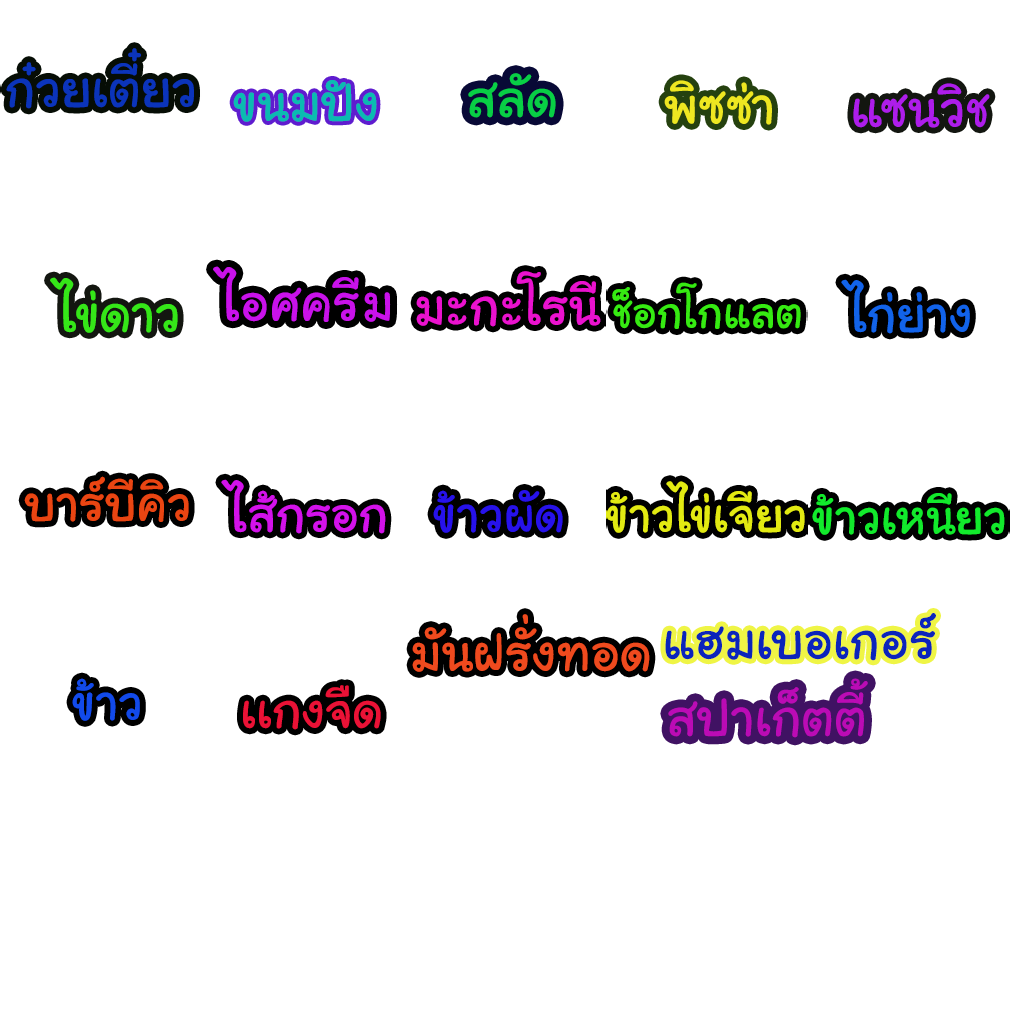 ก๋วยเตี๋ยว ขนมปัง สลัด พิซซ่า แซนวิช
ไข่ดาว ไอศครีม มะกะโรนี ช็อกโกแลต ไก่ย่าง
บาร์บีคิว ไส้กรอก ข้าวผัด ข้าวไข่เจียว ข้าวเหนียว
ข้าว แกงจืด มันฝรั่งทอด แฮมเบอเกอร์
สปาเก็ตตี้